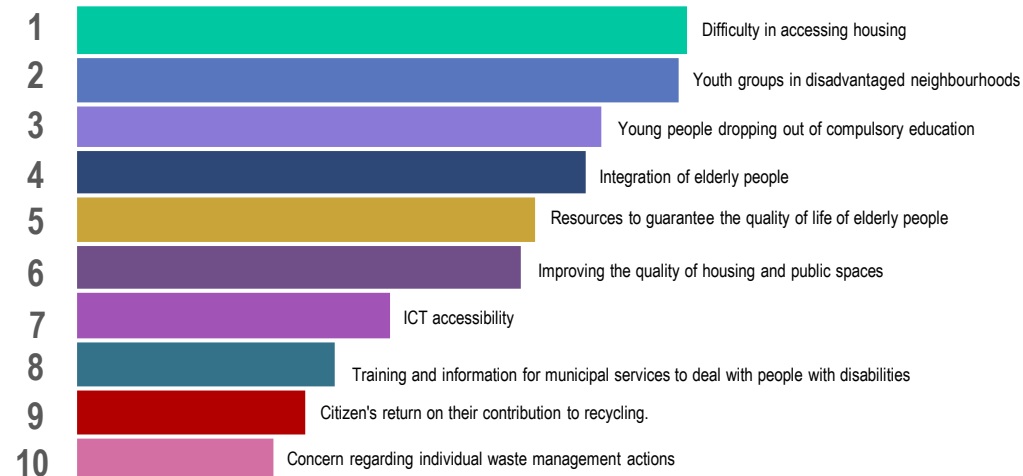 1 Difficulty in accessing housing
2 Youth groups in disadvantaged neighbourhoods
3 Young people dropping out of compulsory education
4 Integration of elderly people
5 Resources to guarantee the quality of life of elderly people
6 Improving the quality of housing and public spaces
7 ICT accessibility
8 Training and information for municipal services to deal with people with disabilities
9 Citizen's return on their contribution to recycling.
10 Concern regarding individual waste management actions